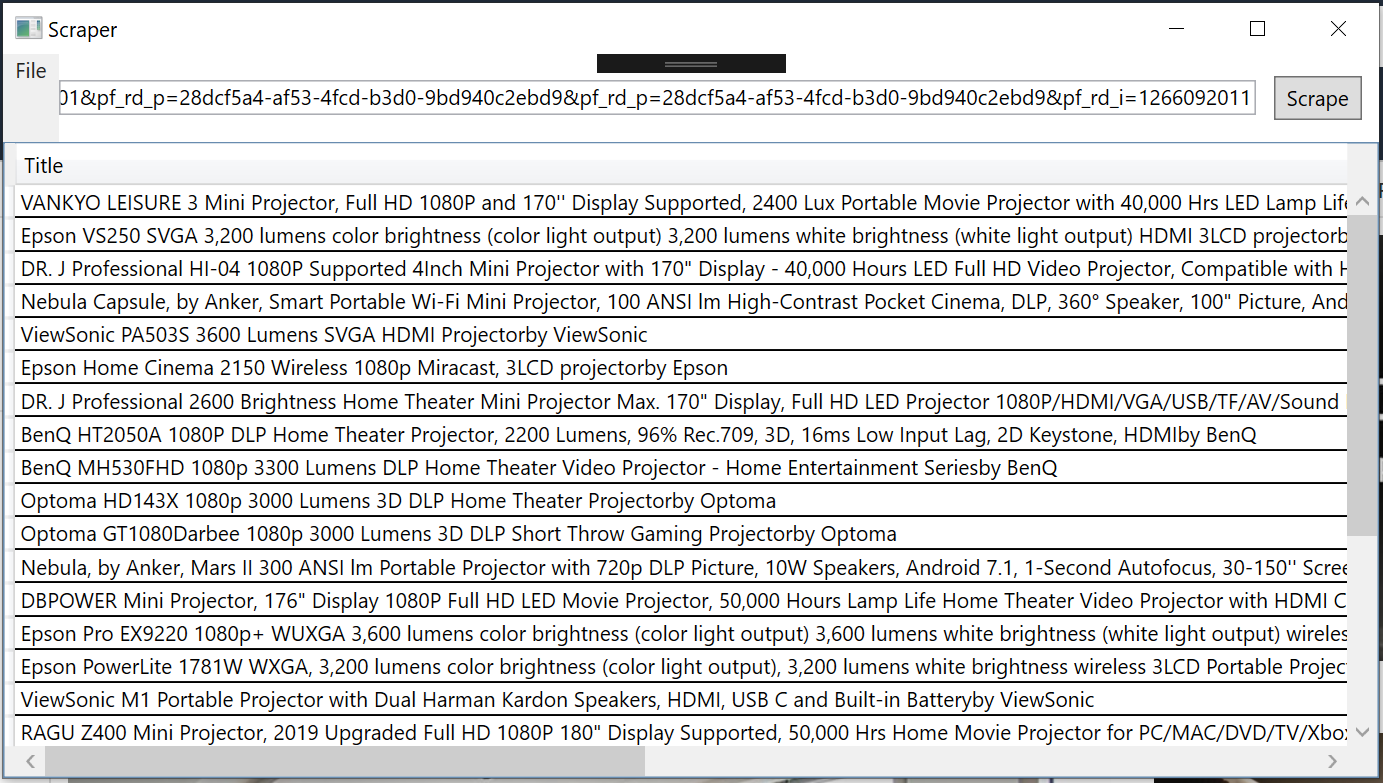 Scraper
File
01&pf_rd_p=28dcf5a4-af53-4fcd-b3d0-9bd940c2ebd9&pf_rd_p=28dcf5a4-af53-4fcd-b3d0-9bd940c2ebd9&pf_rd_i=1266092011
Scrape
Title
VANKYO LEISURE 3 Mini Projector, Full HD 1080P and 170'' Display Supported, 2400 Lux Portable Movie Projector with 40,000 Hrs LED Lamp Life
Epson VS250 SVGA 3,200 lumens color brightness (color light output) 3,200 lumens white brightness (white light output) HDMI 3LCD projectorb
DR. J Professional HI-04 1080P Supported 4Inch Mini Projector with 170" Display - 40,000 Hours LED Full HD Video Projector, Compatible with H
Nebula Capsule, by Anker, Smart Portable Wi-Fi Mini Projector, 100 ANSI lm High-Contrast Pocket Cinema, DLP, 360° Speaker, 100" Picture, And
ViewSonic PA503S 3600 Lumens SVGA HDMI Projectorby ViewSonic
Epson Home Cinema 2150 Wireless 1080p Miracast, 3LCD projectorby Epson
DR. J Professional 2600 Brightness Home Theater Mini Projector Max. 170" Display, Full HD LED Projector 1080P/HDMI/VGA/USB/TF/AV/Sound
BenQ HT2050A 1080P DLP Home Theater Projector, 2200 Lumens, 96% Rec.709, 3D, 16ms Low Input Lag, 2D Keystone, HDMIby BenQ
BenQ MH530FHD 1080p 3300 Lumens DLP Home Theater Video Projector - Home Entertainment Seriesby BenQ
Optoma HD143X 1080p 3000 Lumens 3D DLP Home Theater Projectorby Optoma
Optoma GT1080Darbee 1080p 3000 Lumens 3D DLP Short Throw Gaming Projectorby Optoma
Nebula, by Anker, Mars II 300 ANSI lm Portable Projector with 720p DLP Picture, 10W Speakers, Android 7.1, 1-Second Autofocus, 30-150'' Scree
DBPOWER Mini Projector, 176" Display 1080P Full HD LED Movie Projector, 50,000 Hours Lamp Life Home Theater Video Projector with HDMI C
Epson Pro EX9220 1080p+ WUXGA 3,600 lumens color brightness (color light output) 3,600 lumens white brightness (white light output) wireles
Epson PowerLite 1781W WXGA, 3,200 lumens color brightness (color light output), 3,200 lumens white brightness wireless 3LCD Portable Projec
ViewSonic M1 Portable Projector with Dual Harman Kardon Speakers, HDMI, USB C and Built-in Batteryby ViewSonic
RAGU Z400 Mini Projector, 2019 Upgraded Full HD 1080P 180" Display Supported, 50,000 Hrs Home Movie Projector for PC/MAC/DVD/TV/Xbo